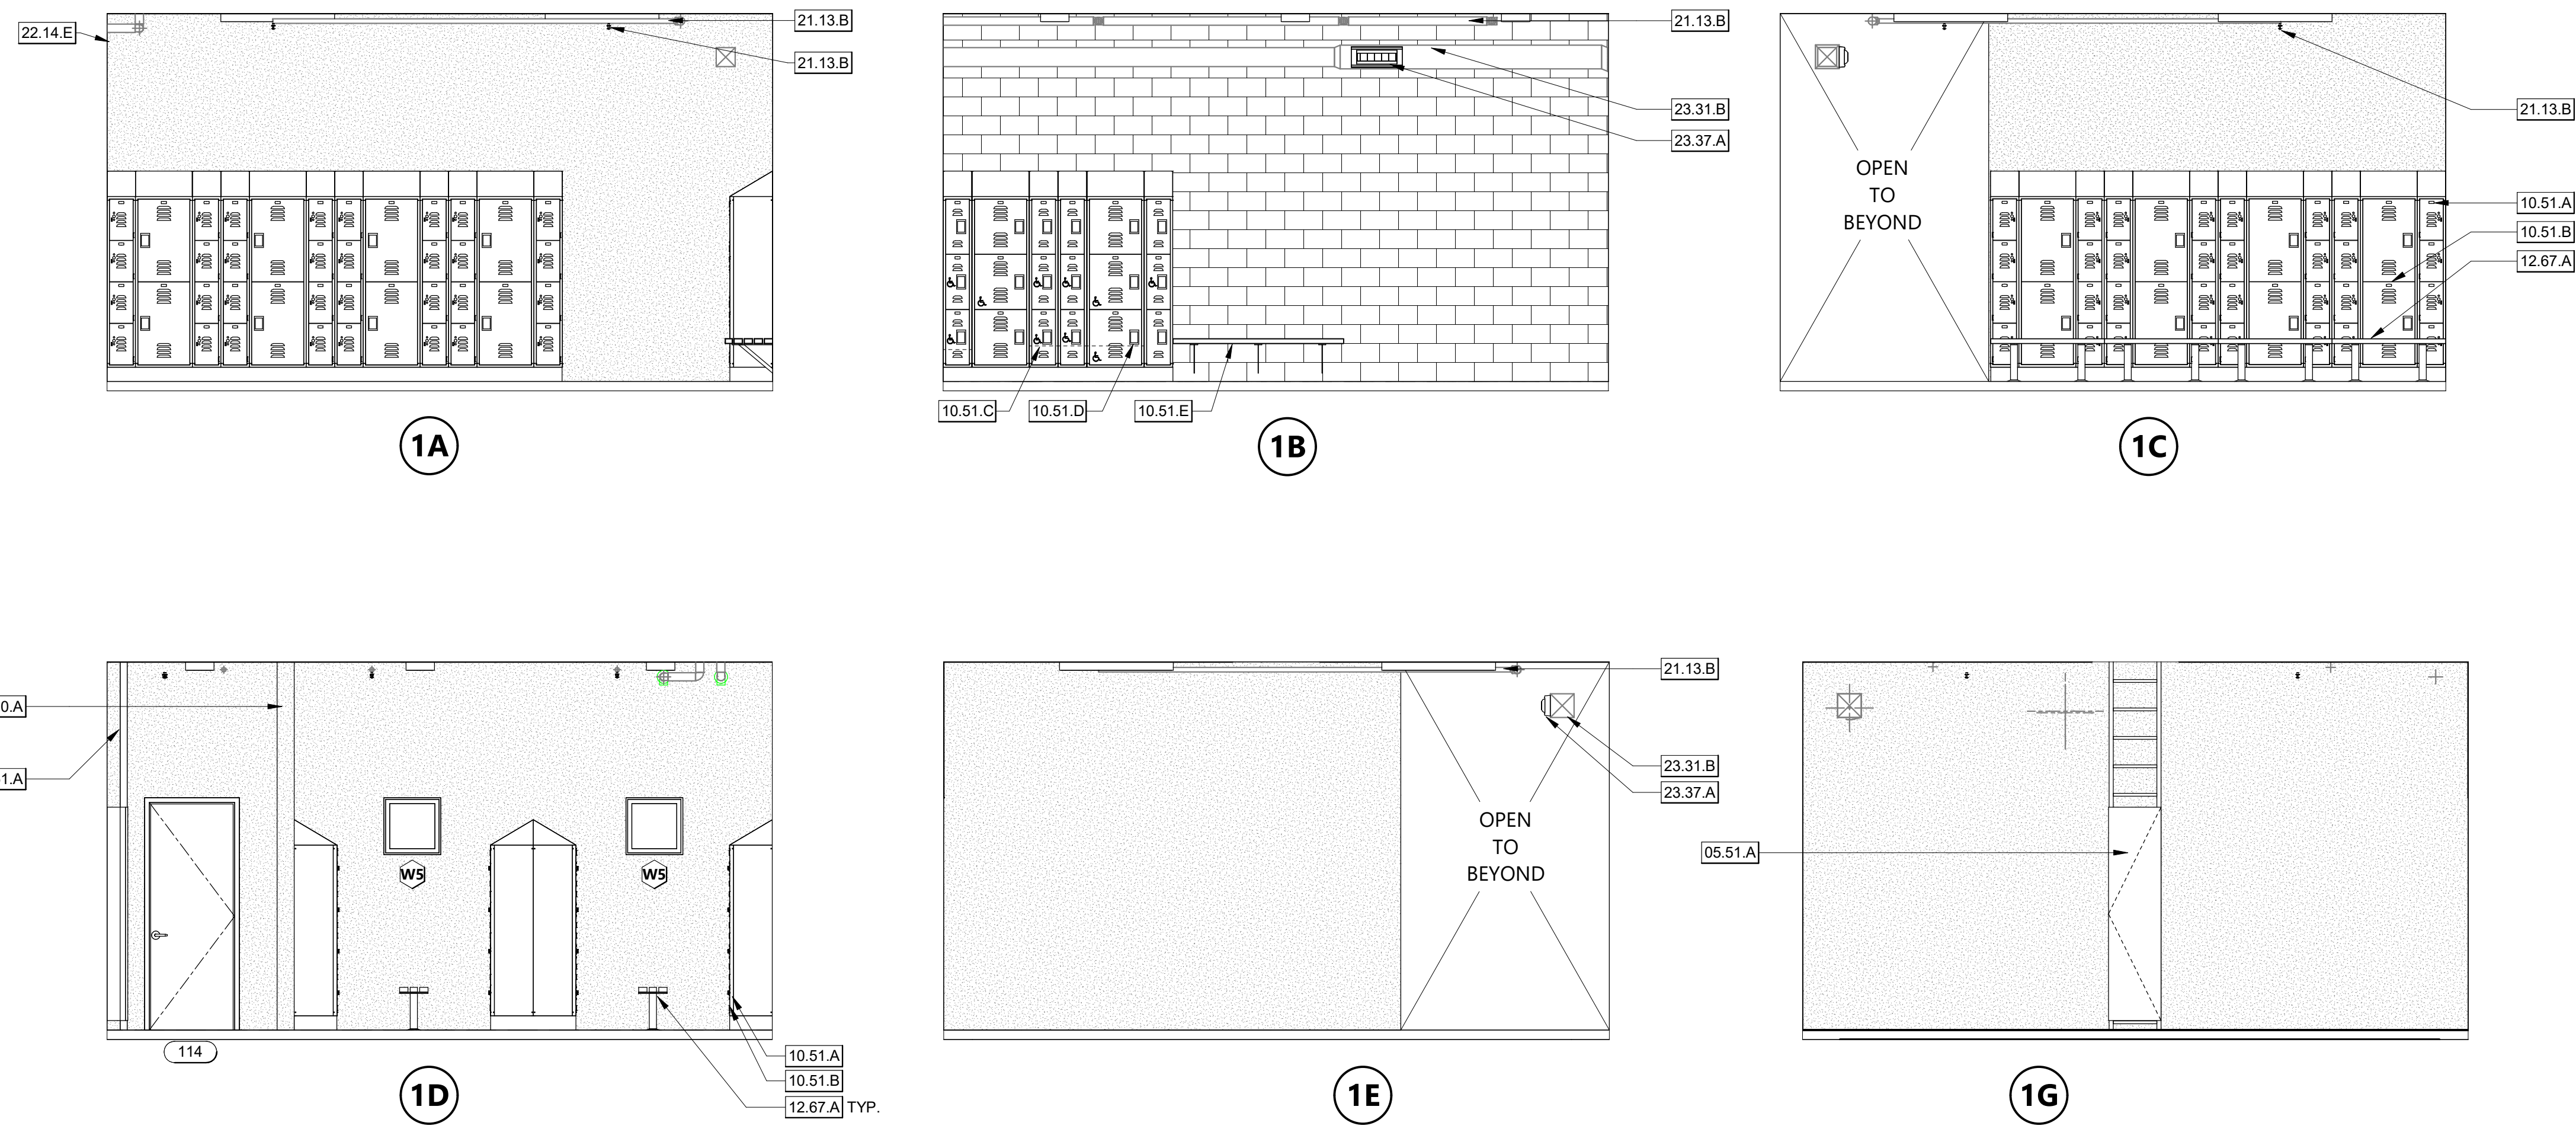 22.14.E
21.13.B
21.13.B
1A
21.13.B
23.31.B
23.37.A
10.51.C
10.51.D
10.51.E
1B
OPEN
TO
BEYOND
21.13.B
10.51.A
10.51.B
12.67.A
1C
0.A
1.A
W5
W5
114
10.51.A
10.51.B
12.67.A TYP.
1D
21.13.B
23.31.B
23.37.A
OPEN
TO
BEYOND
1E
05.51.A
1G